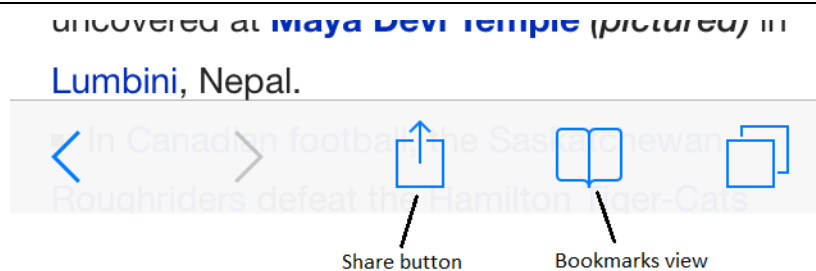 uncovered at Maya Devi Temple (pictured) in
Lumbini, Nepal.
▪ In Canadian football, the Saskatchewan
Roughriders defeat the Hamilton Tiger-Cats
Share button
Bookmarks view